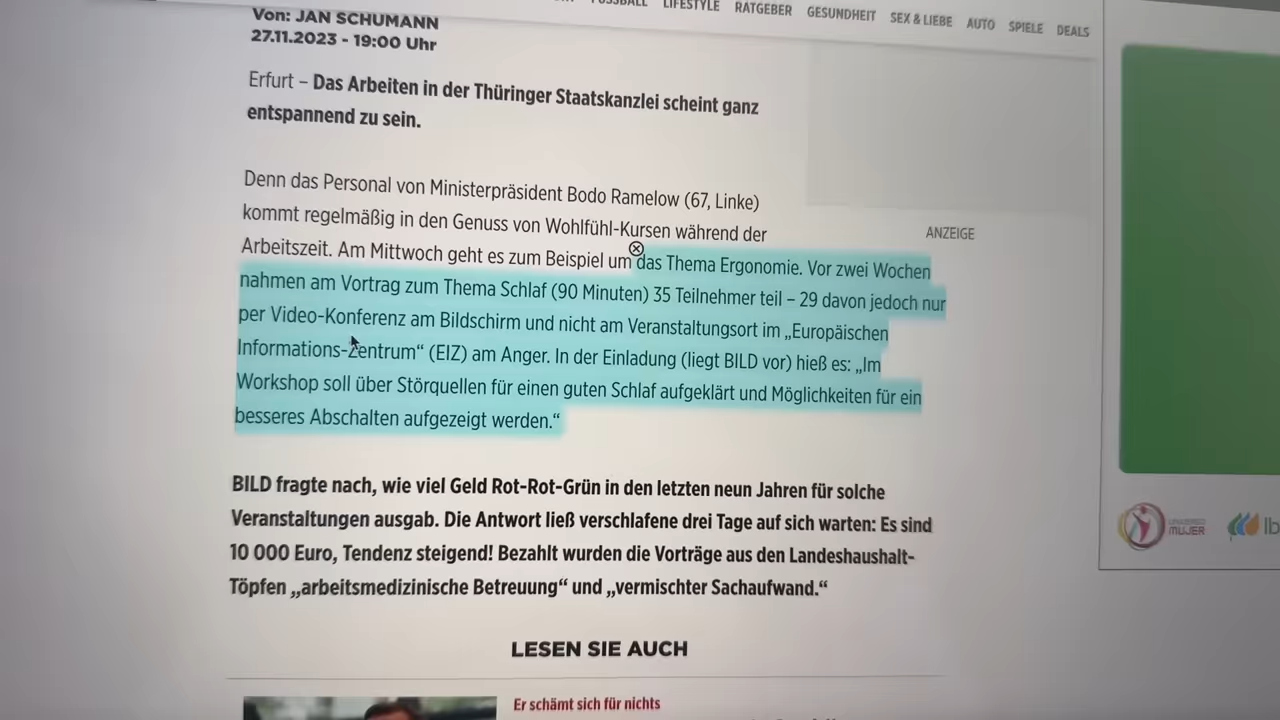 FUSSBALL LIFESTYLE RATGEBER GESUNDHEIT SEX & LIEBE AUTO SPIELE DEALS
Von: JAN SCHUMANN
27.11.2023 - 19:00 Uhr
Erfurt – Das Arbeiten in der Thüringer Staatskanzlei scheint ganz
entspannend zu sein.
Denn das Personal von Ministerpräsident Bodo Ramelow (67, Linke)
kommt regelmäßig in den Genuss von Wohlfühl-Kursen während der
Arbeitszeit. Am Mittwoch geht es zum Beispiel um das Thema Ergonomie. Vor zwei Wochen
nahmen am Vortrag zum Thema Schlaf (90 Minuten) 35 Teilnehmer teil – 29 davon jedoch nur
per Video-Konferenz am Bildschirm und nicht am Veranstaltungsort im „Europäischen
Informations-Zentrum“ (EIZ) am Anger. In der Einladung (liegt BILD vor) hieß es: „Im
Workshop soll über Störquellen für einen guten Schlaf aufgeklärt und Möglichkeiten für ein
besseres Abschalten aufgezeigt werden.“
ANZEIGE
BILD fragte nach, wie viel Geld Rot-Rot-Grün in den letzten neun Jahren für solche
Veranstaltungen ausgab. Die Antwort ließ verschlafene drei Tage auf sich warten: Es sind
10 000 Euro, Tendenz steigend! Bezahlt wurden die Vorträge aus den Landeshaushalt-
Töpfen „arbeitsmedizinische Betreuung“ und „vermischter Sachaufwand.“
LESEN SIE AUCH
Er schämt sich für nichts
UNIVERSO
MUJER
Ib